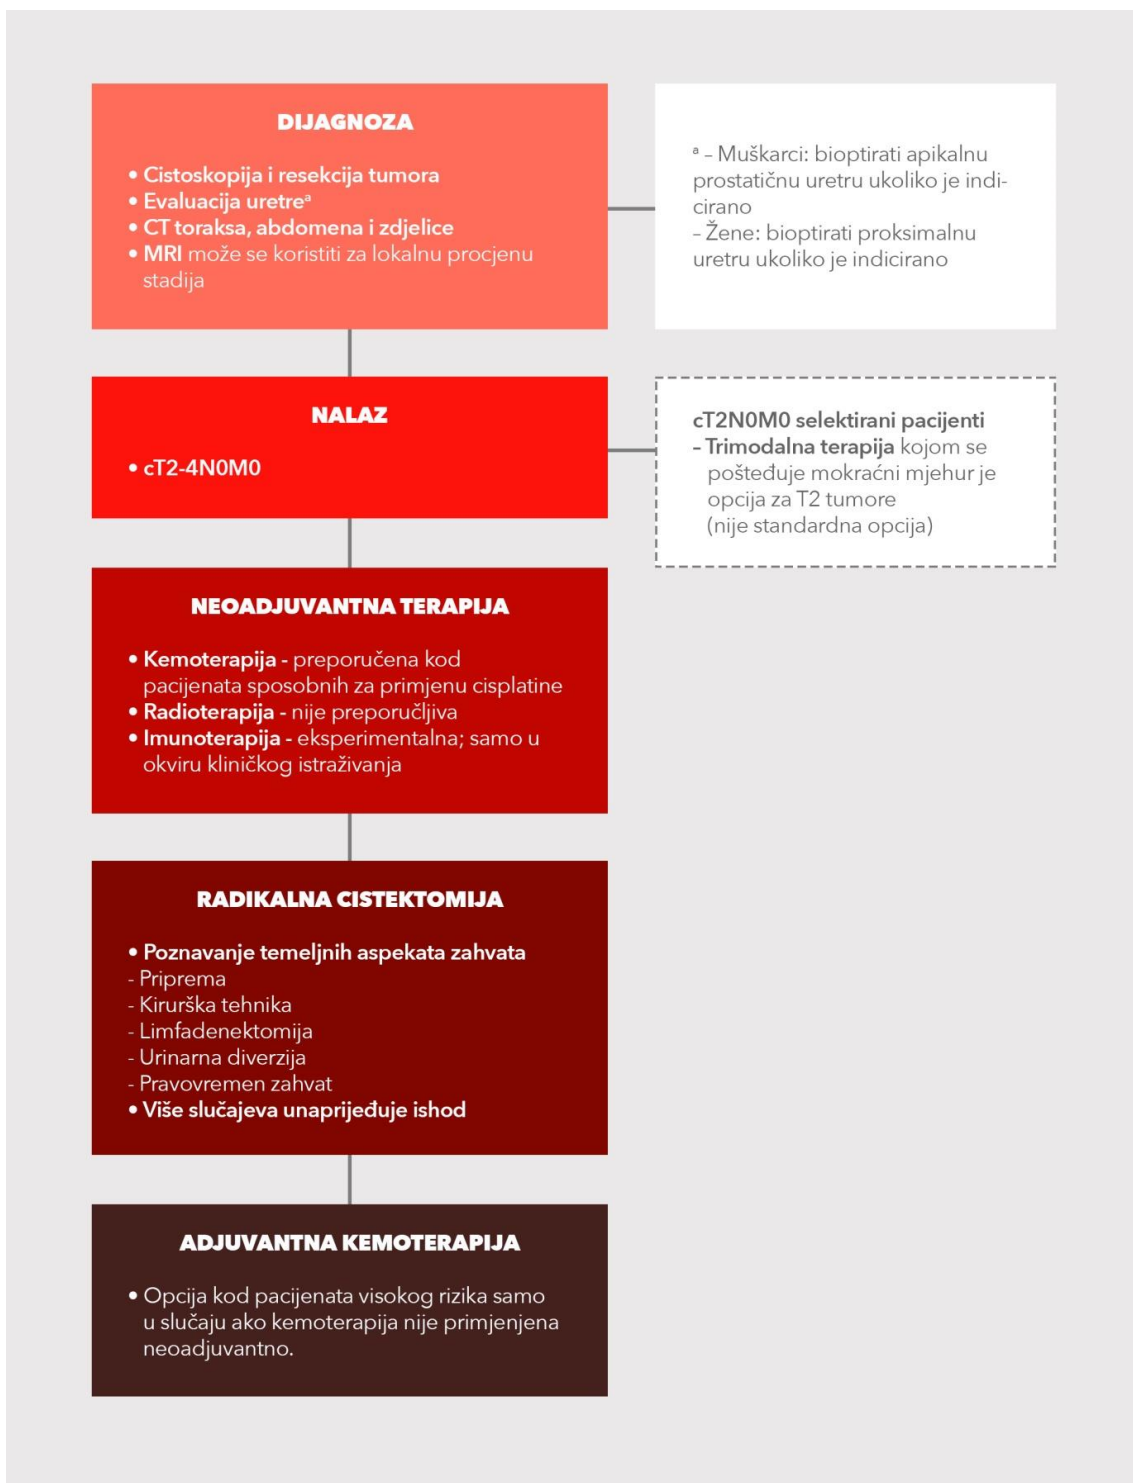 DIJAGNOZA
• Cistoskopija i resekcija tumora
• Evaluacija uretreᵃ
• CT toraksa, abdomena i zdjelice
• MRI može se koristiti za lokalnu procjenu
stadija
ᵃ – Muškarci: bioptirati apikalnu
prostatičnu uretru ukoliko je indi-
cirano
– Žene: bioptirati proksimalnu
uretru ukoliko je indicirano
NALAZ
• cT2-4N0M0
cT2N0M0 selektirani pacijenti
– Trimodalna terapija kojom se
pošteđuje mokraćni mjehur je
opcija za T2 tumore
(nije standardna opcija)
NEOADJUVANTNA TERAPIJA
• Kemoterapija - preporučena kod
pacijenata sposobnih za primjenu cisplatine
• Radioterapija - nije preporučljiva
• Imunoterapija - eksperimentalna; samo u
okviru kliničkog istraživanja
RADIKALNA CISTEKTOMIJA
• Poznavanje temeljnih aspekata zahvata
- Priprema
- Kirurška tehnika
- Limfadenektomija
- Urinarna diverzija
- Pravovremen zahvat
• Više slučajeva unaprijeđuje ishod
ADJUVANTNA KEMOTERAPIJA
• Opcija kod pacijenata visokog rizika samo
u slučaju ako kemoterapija nije primjenjena
neoadjuvantno.